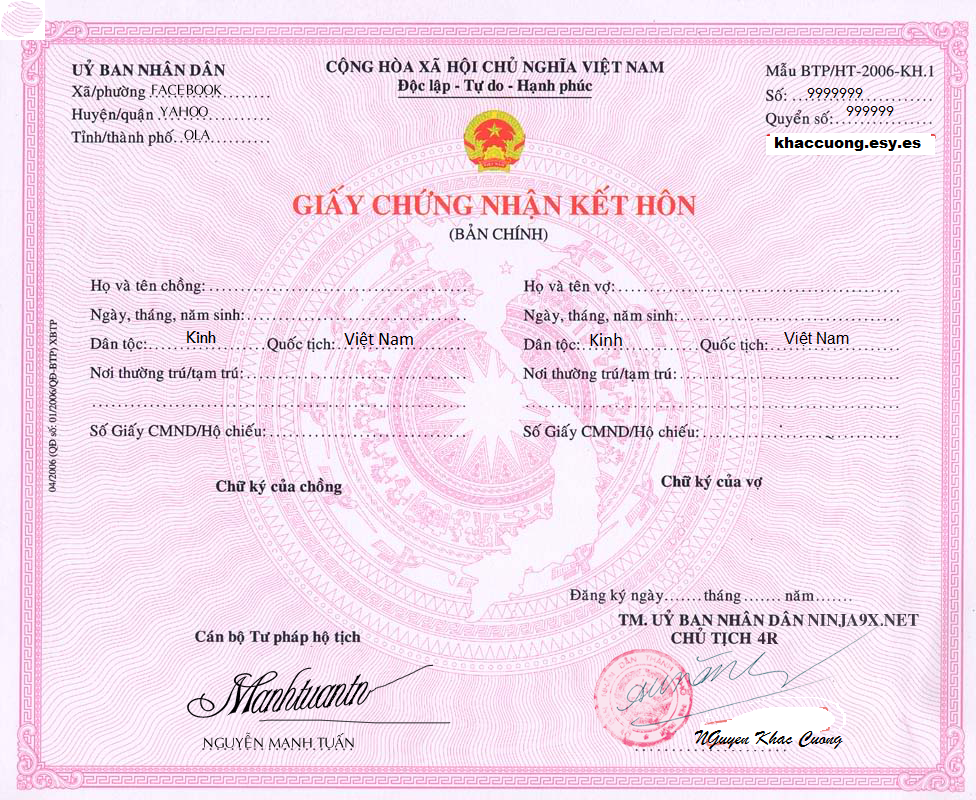 UỶ BAN NHÂN DÂN
Xã/phường FACEBOOK
Huyện/quận YAHOO
Tỉnh/thành phố OLA
CỘNG HÒA XÃ HỘI CHỦ NGHĨA VIỆT NAM
Độc lập - Tự do - Hạnh phúc
Mẫu BTP/HT-2006-KH.1
Số: 9999999
Quyển số: 999999
khaccuong.esy.es
GIẤY CHỨNG NHẬN KẾT HÔN
(BẢN CHÍNH)
Họ và tên chồng:
Ngày, tháng, năm sinh:
Dân tộc: Kinh Quốc tịch: Việt Nam
Nơi thường trú/tạm trú:
Số Giấy CMND/Hộ chiếu:
Chữ ký của chồng
Họ và tên vợ:
Ngày, tháng, năm sinh:
Dân tộc: Kinh Quốc tịch: Việt Nam
Nơi thường trú/tạm trú:
Số Giấy CMND/Hộ chiếu:
Chữ ký của vợ
04/2006 (QĐ số: 01/2006/QĐ-BTP) XBTP
Đăng ký ngày....... tháng ....... năm.......
TM. UỶ BAN NHÂN DÂN NINJA9X.NET
CHỦ TỊCH 4R
Cán bộ Tư pháp hộ tịch
Manhtuantn
NGUYỄN MẠNH TUẤN
NGuyen Khac Cuong